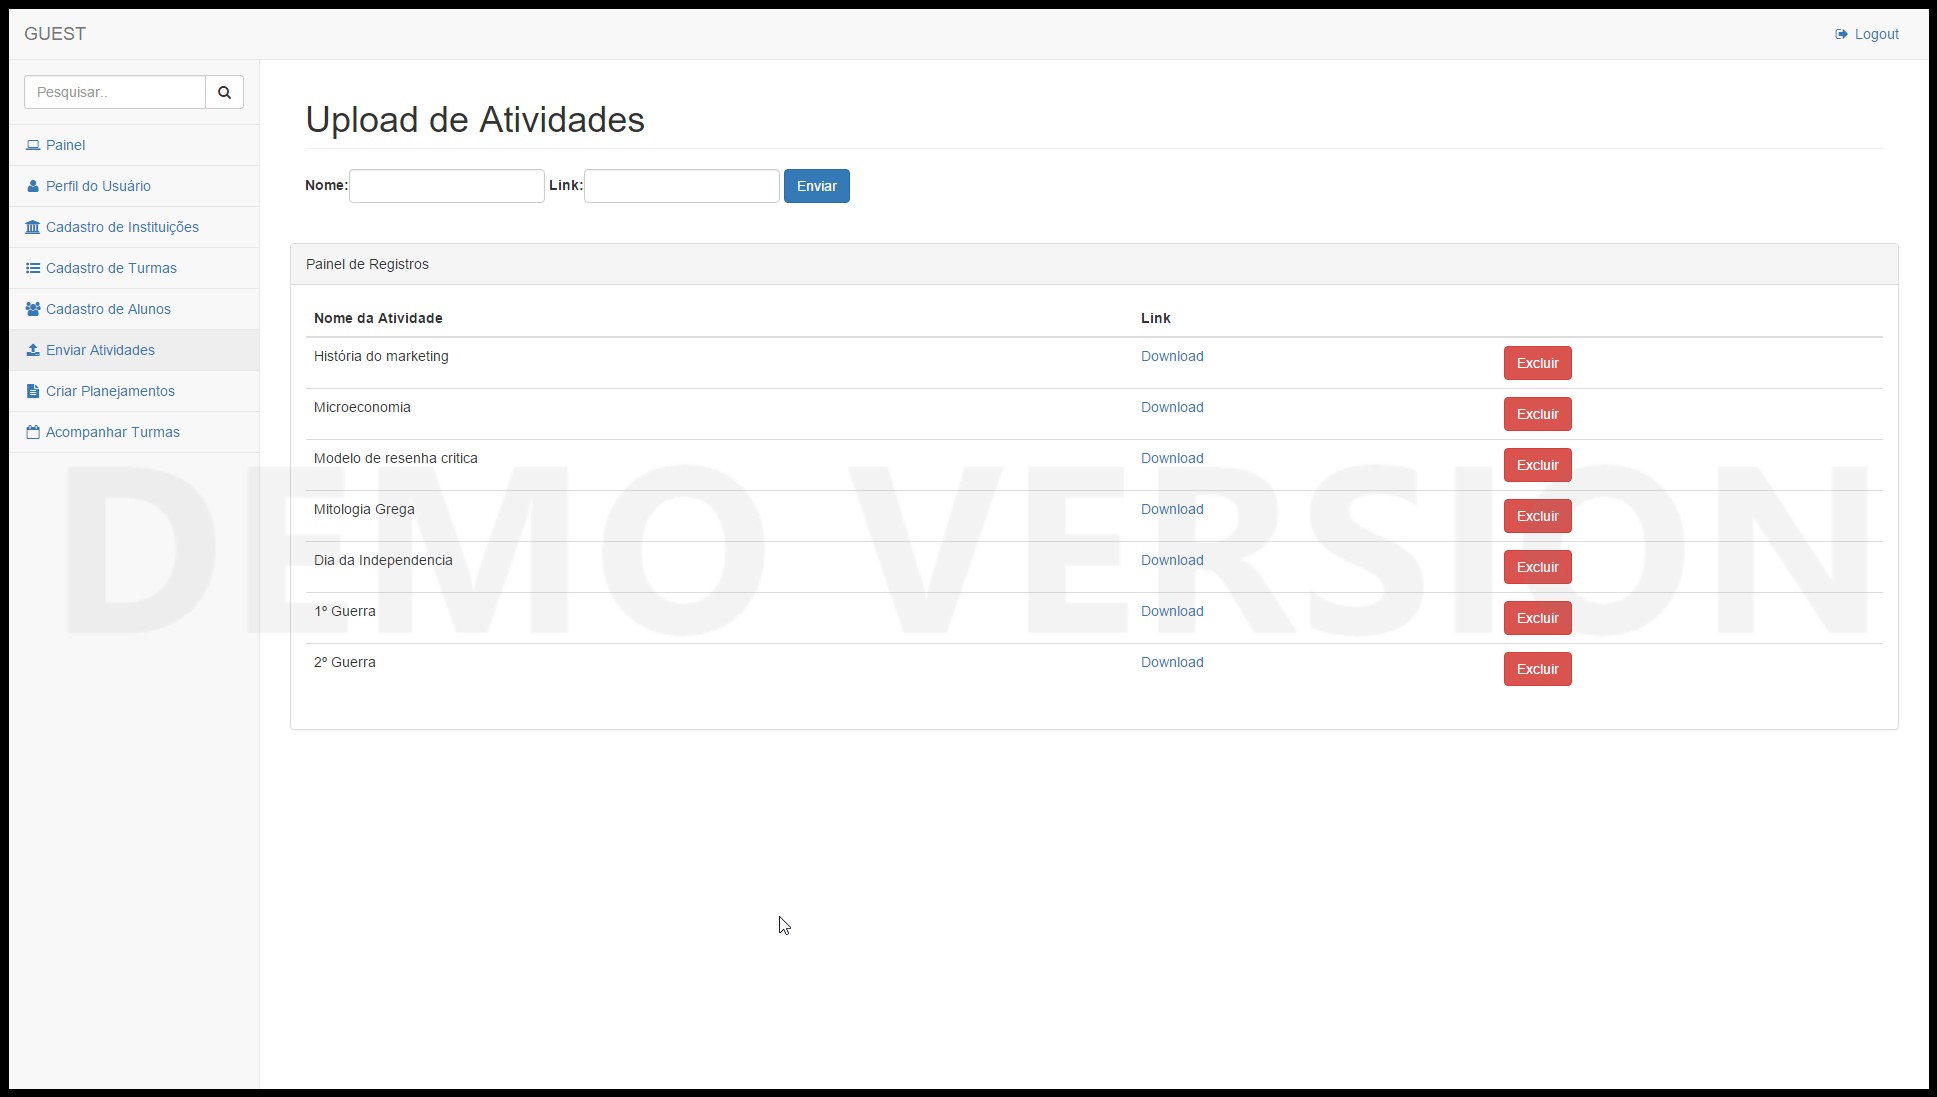 GUEST
Logout
Pesquisar..
Painel
Perfil do Usuário
Cadastro de Instituições
Cadastro de Turmas
Cadastro de Alunos
Enviar Atividades
Criar Planejamentos
Acompanhar Turmas
Upload de Atividades
Nome: Link: Enviar
Painel de Registros
Nome da Atividade Link
História do marketing Download Excluir
Microeconomia Download Excluir
Modelo de resenha critica Download Excluir
Mitologia Grega Download Excluir
Dia da Independencia Download Excluir
1º Guerra Download Excluir
2º Guerra Download Excluir
DEMO VERSION